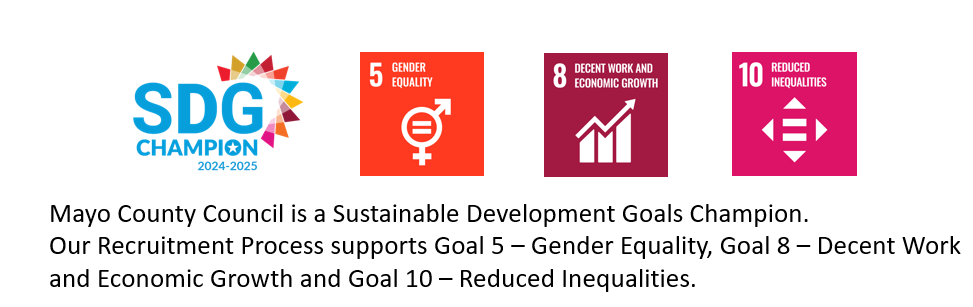 SDG
CHAMPION
2024-2025
5 GENDER
EQUALITY
8 DECENT WORK AND
ECONOMIC GROWTH
10 REDUCED
INEQUALITIES
Mayo County Council is a Sustainable Development Goals Champion.
Our Recruitment Process supports Goal 5 – Gender Equality, Goal 8 – Decent Work
and Economic Growth and Goal 10 – Reduced Inequalities.